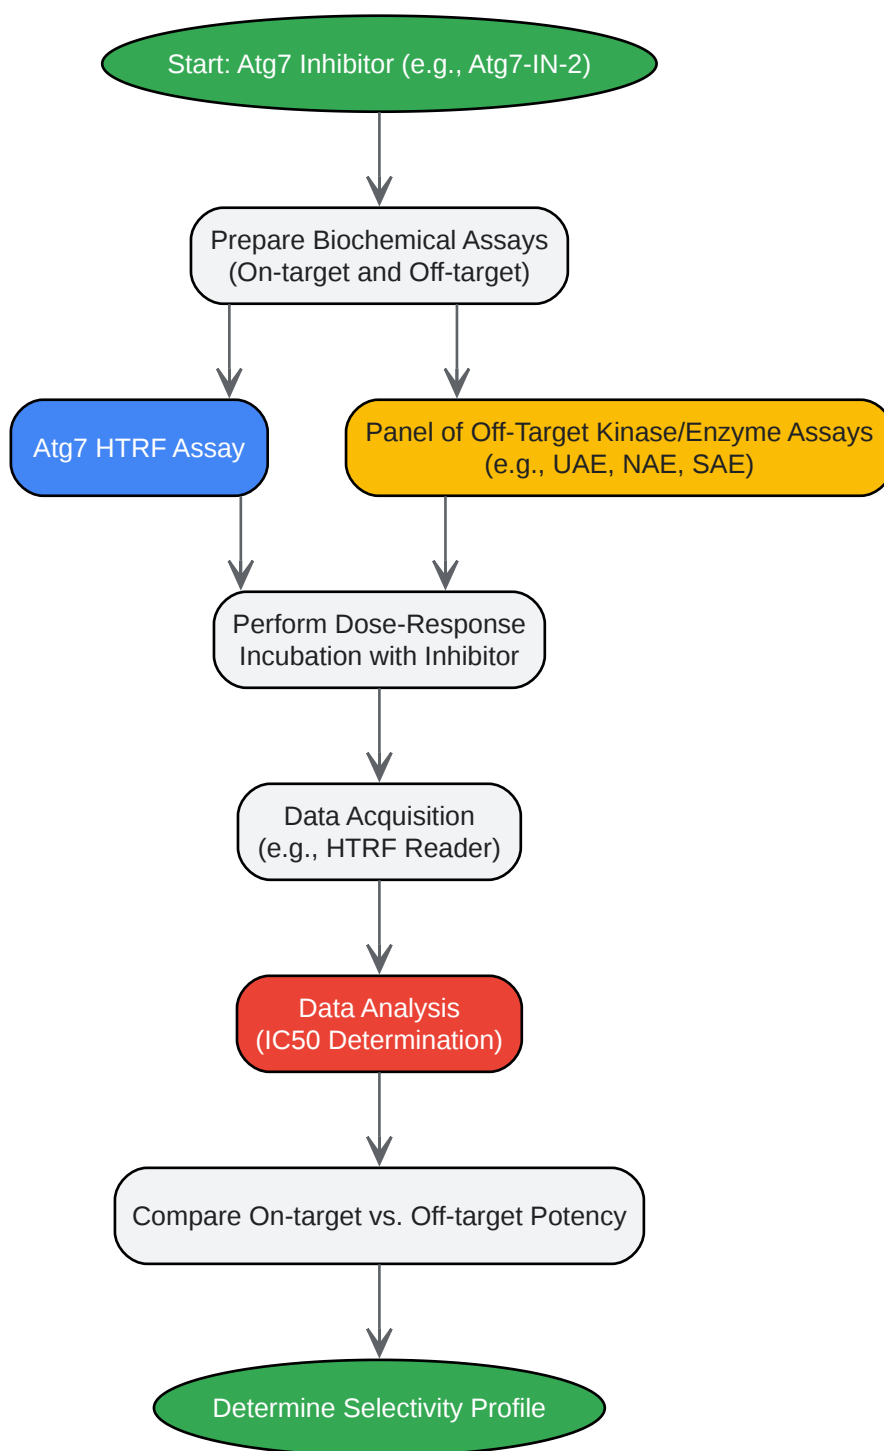 Start: Atg7 Inhibitor (e.g., Atg7-IN-2)
Prepare Biochemical Assays
(On-target and Off-target)
Atg7 HTRF Assay
Panel of Off-Target Kinase/Enzyme Assays
(e.g., UAE, NAE, SAE)
Perform Dose-Response
Incubation with Inhibitor
Data Acquisition
(e.g., HTRF Reader)
Data Analysis
(IC50 Determination)
Compare On-target vs. Off-target Potency
Determine Selectivity Profile